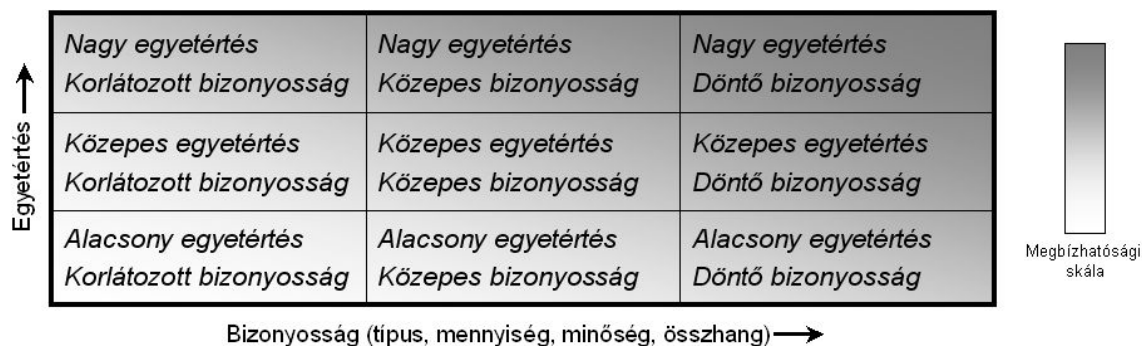 Nagy egyetértés
Korlátozott bizonyosság
Nagy egyetértés
Közepes bizonyosság
Nagy egyetértés
Döntő bizonyosság
Közepes egyetértés
Korlátozott bizonyosság
Közepes egyetértés
Közepes bizonyosság
Közepes egyetértés
Döntő bizonyosság
Alacsony egyetértés
Korlátozott bizonyosság
Alacsony egyetértés
Közepes bizonyosság
Alacsony egyetértés
Döntő bizonyosság
Egyetértés
Bizonyosság (típus, mennyiség, minőség, összhang)
Megbízhatósági
skála